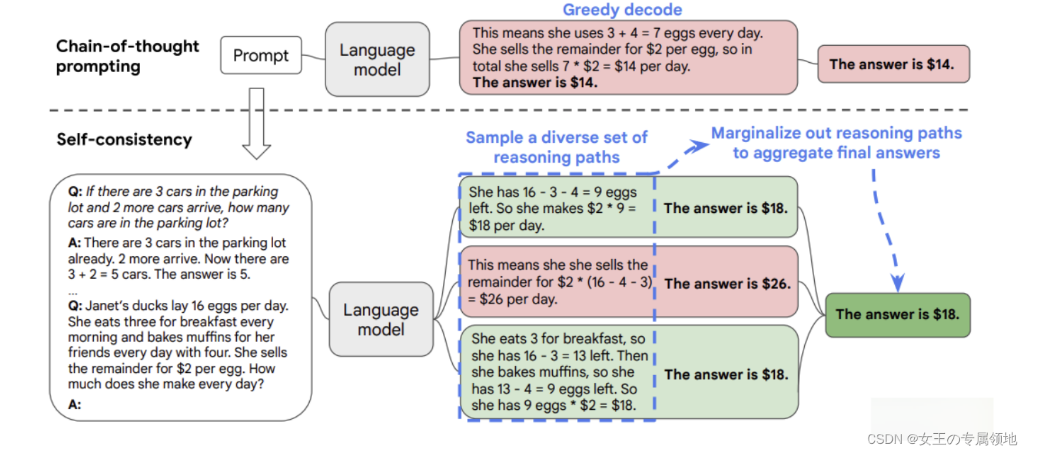 Greedy decode
Chain-of-thought
prompting
Prompt
Language
model
This means she uses 3 + 4 = 7 eggs every day.
She sells the remainder for $2 per egg, so in
total she sells 7 * $2 = $14 per day.
The answer is $14.
The answer is $14.
Self-consistency
Sample a diverse set of
reasoning paths
Marginalize out reasoning paths
to aggregate final answers
Q: If there are 3 cars in the parking
lot and 2 more cars arrive, how many
cars are in the parking lot?
A: There are 3 cars in the parking lot
already. 2 more arrive. Now there are
3 + 2 = 5 cars. The answer is 5.
...
Q: Janet's ducks lay 16 eggs per day.
She eats three for breakfast every
morning and bakes muffins for her
friends every day with four. She sells
the remainder for $2 per egg. How
much does she make every day?
A:
Language
model
She has 16 - 3 - 4 = 9 eggs
left. So she makes $2 * 9 =
$18 per day.
The answer is $18.
This means she she sells the
remainder for $2 * (16 - 4 - 3)
= $26 per day.
The answer is $26.
She eats 3 for breakfast, so
she has 16 - 3 = 13 left. Then
she bakes muffins, so she
has 13 - 4 = 9 eggs left. So
she has 9 eggs * $2 = $18.
The answer is $18.
The answer is $18.
CSDN @女王の专属领地